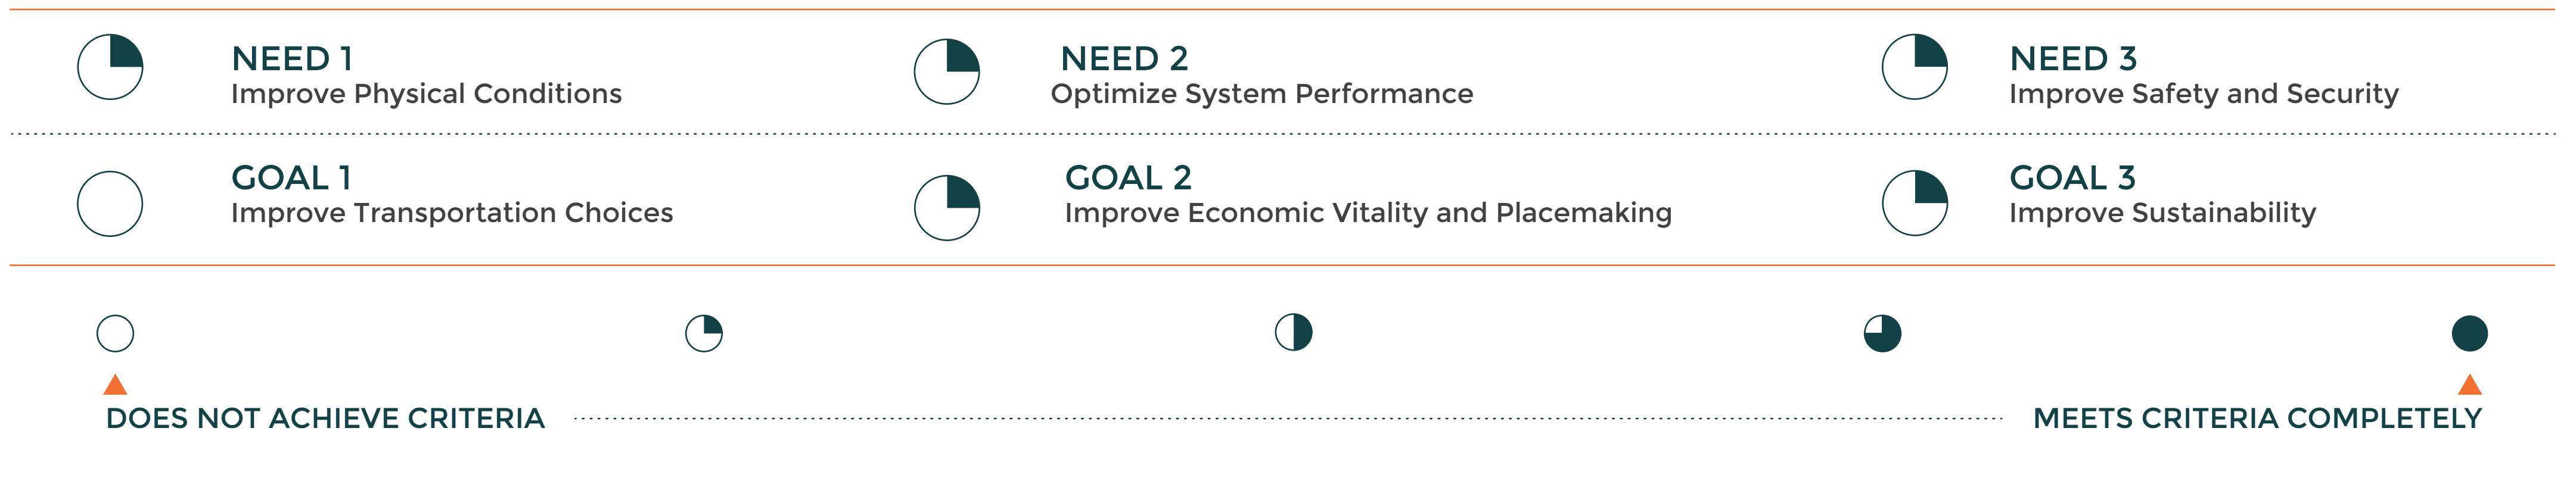 NEED 1
Improve Physical Conditions
NEED 2
Optimize System Performance
NEED 3
Improve Safety and Security
GOAL 1
Improve Transportation Choices
GOAL 2
Improve Economic Vitality and Placemaking
GOAL 3
Improve Sustainability
DOES NOT ACHIEVE CRITERIA
MEETS CRITERIA COMPLETELY